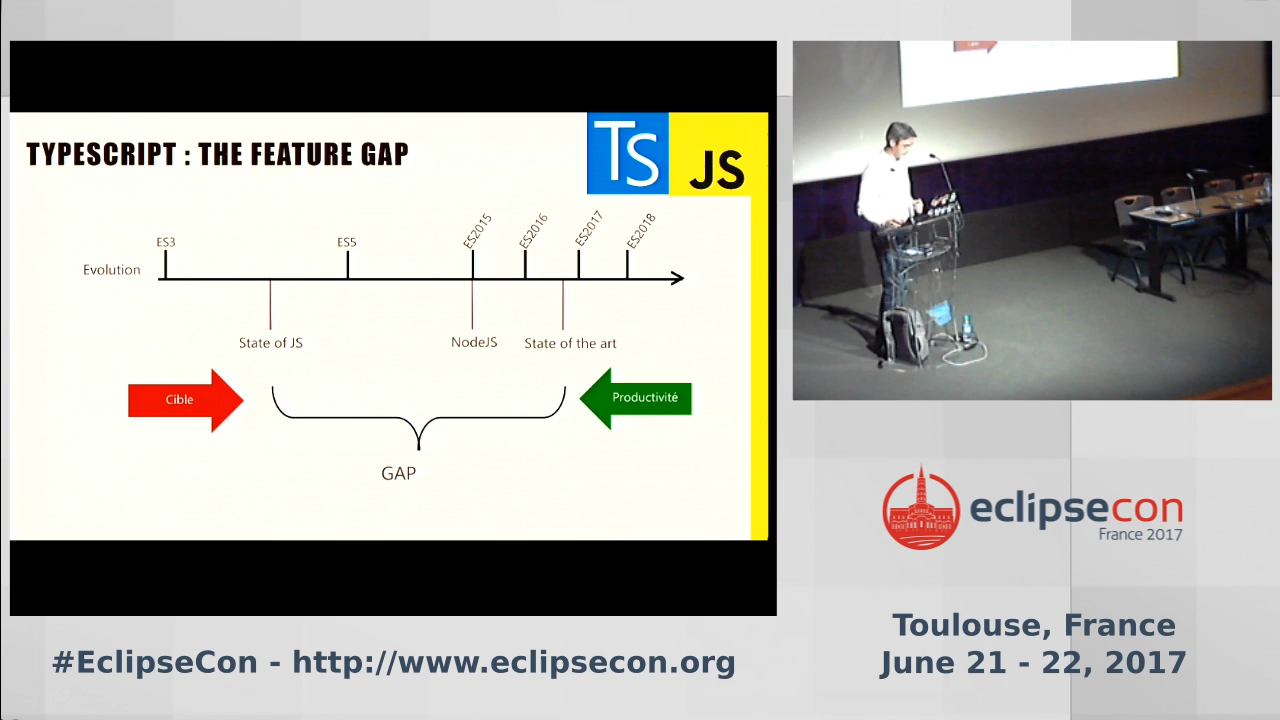 TYPESCRIPT : THE FEATURE GAP
TS
JS
ES3
ES5
ES2015
ES2016
ES2017
ES2018
Evolution
State of JS
NodeJS
State of the art
Cible
Productivité
GAP
eclipsecon
France 2017
Toulouse, France
June 21 - 22, 2017
#EclipseCon - http://www.eclipsecon.org